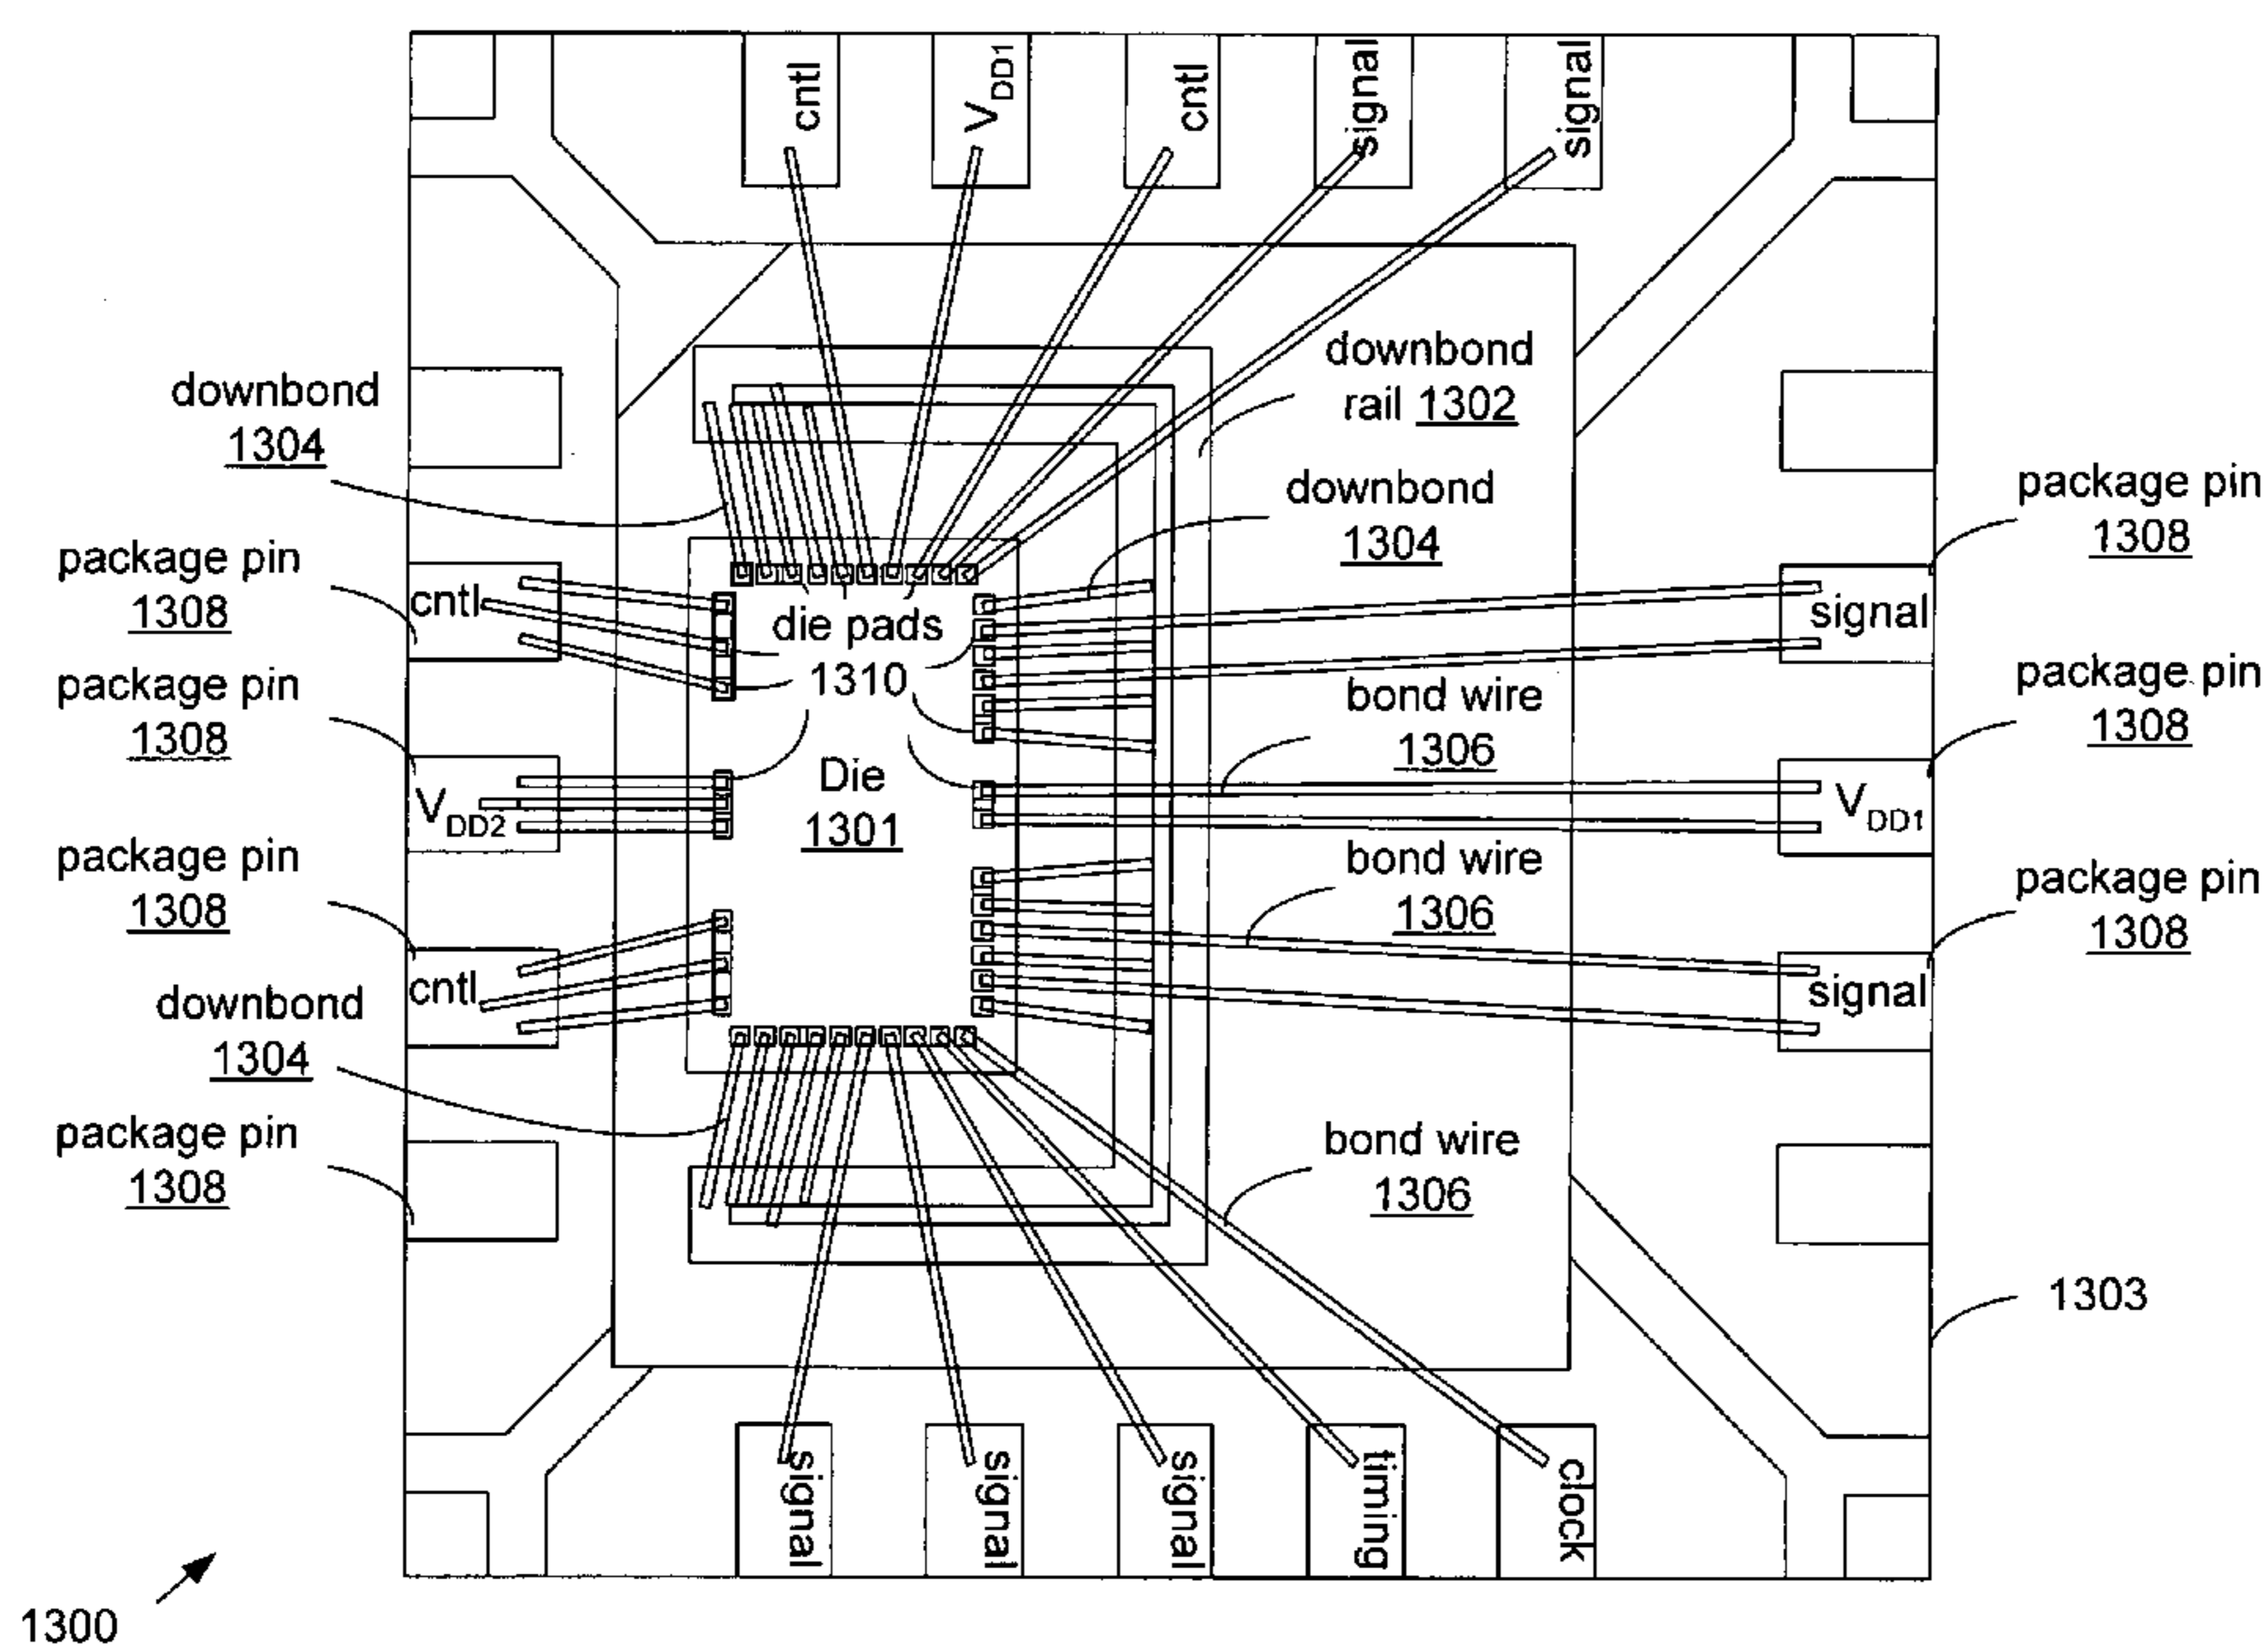 cntl
VDD1
cntl
signal
signal
downbond
1304
downbond
rail 1302
downbond
1304
package pin
1308
package pin
1308
cntl
signal
die pads
1310
package pin
1308
package pin
1308
bond wire
1306
Die
1301
VDD2
VDD1
package pin
1308
bond wire
1306
package pin
1308
cntl
signal
downbond
1304
package pin
1308
bond wire
1306
1303
signal
signal
signal
timing
clock
1300